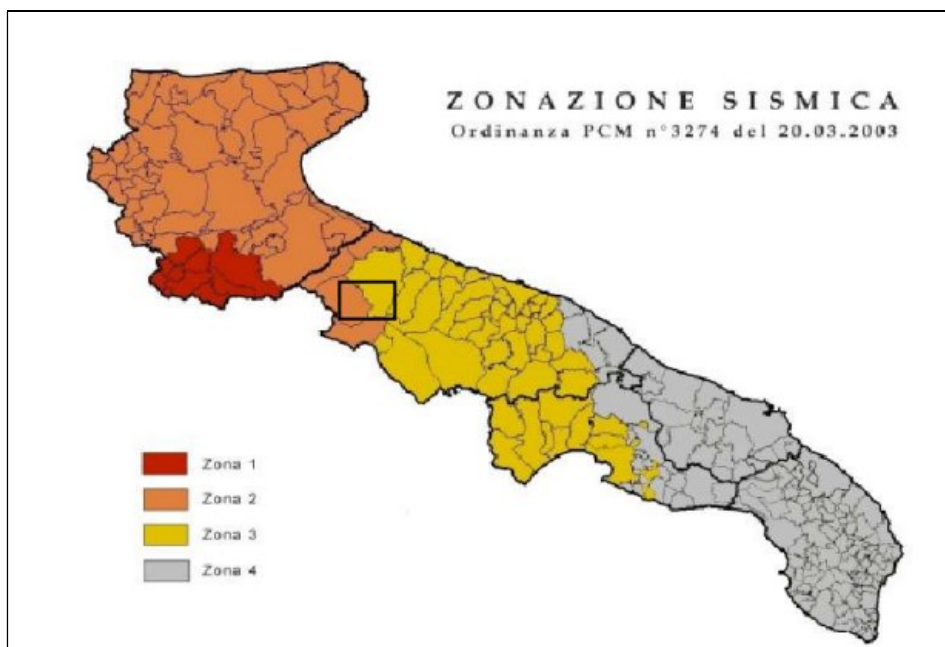 ZONAZIONE SISMICA
Ordinanza PCM n°3274 del 20.03.2003
Zona 1
Zona 2
Zona 3
Zona 4